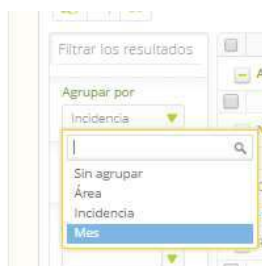 Filtrar los resultados
Agrupar por
Incidencia
Sin agrupar
Área
Incidencia
Mes